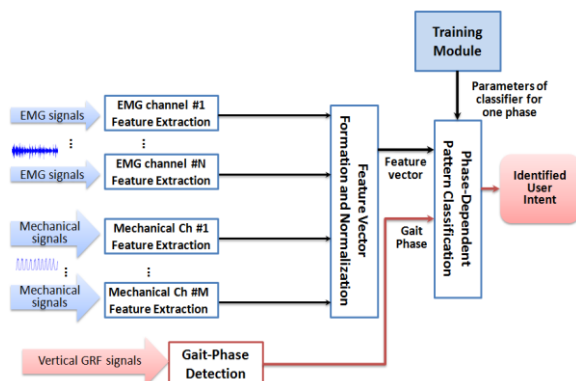 Training
Module
Parameters of
classifier for
one phase
EMG signals
EMG channel #1
Feature Extraction
EMG signals
EMG channel #N
Feature Extraction
Mechanical
signals
Mechanical Ch #1
Feature Extraction
Mechanical
signals
Mechanical Ch #M
Feature Extraction
Feature Vector
Formation and Normalization
Feature
vector
Gait
Phase
Phase-Dependent
Pattern Classification
Identified
User
Intent
Vertical GRF signals
Gait-Phase
Detection